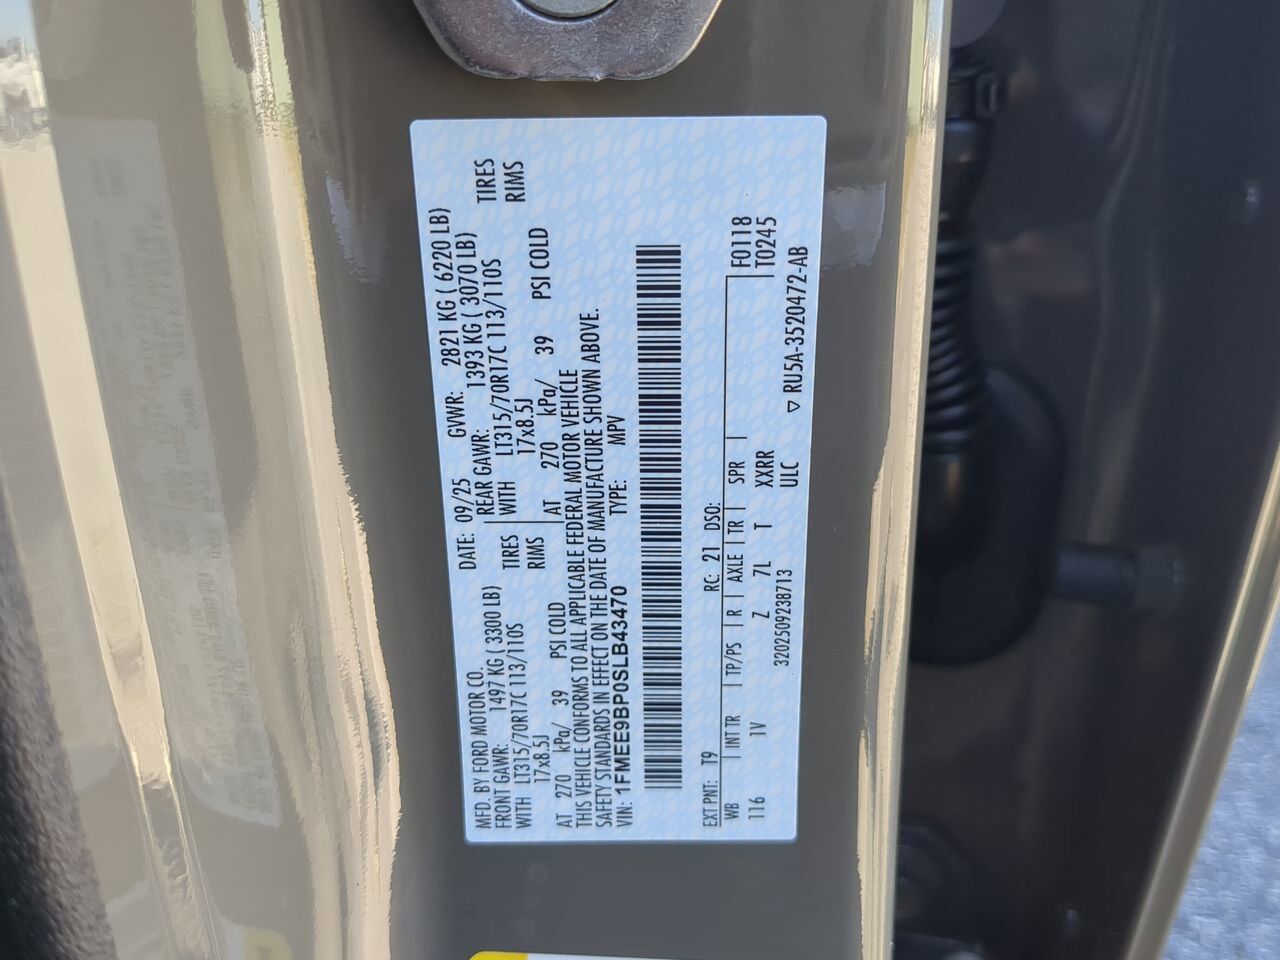 MFD. BY FORD MOTOR CO. DATE: 09/25 GVWR: 2821 KG ( 6220 LB)
FRONT GAWR: 1497 KG ( 3300 LB) REAR GAWR: 1393 KG ( 3070 LB)
WITH LT315/70R17C 113/110S TIRES WITH LT315/70R17C 113/110S TIRES
17x8.5J RIMS 17x8.5J RIMS
AT 270 kPa/ 39 PSI COLD AT 270 kPa/ 39 PSI COLD
THIS VEHICLE CONFORMS TO ALL APPLICABLE FEDERAL MOTOR VEHICLE
SAFETY STANDARDS IN EFFECT ON THE DATE OF MANUFACTURE SHOWN ABOVE.
VIN: 1FMEE9BP0SLB43470 TYPE: MPV
EXT PNT: T9 RC: 21 DSO: F0118
WB INT TR TP/PS R AXLE TR SPR T0245
116 1V Z 7L T XXRR
3202509238713 ULC ▽ RU5A-3520472-AB